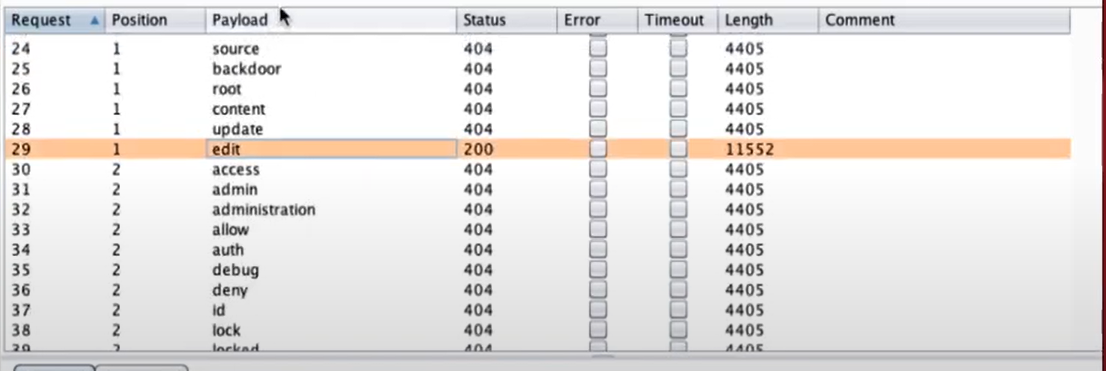 Request Position Payload Status Error Timeout Length Comment
24 1 source 404 4405
25 1 backdoor 404 4405
26 1 root 404 4405
27 1 content 404 4405
28 1 update 404 4405
29 1 edit 200 11552
30 2 access 404 4405
31 2 admin 404 4405
32 2 administration 404 4405
33 2 allow 404 4405
34 2 auth 404 4405
35 2 debug 404 4405
36 2 deny 404 4405
37 2 id 404 4405
38 2 lock 404 4405
39 2 locked 404 4405